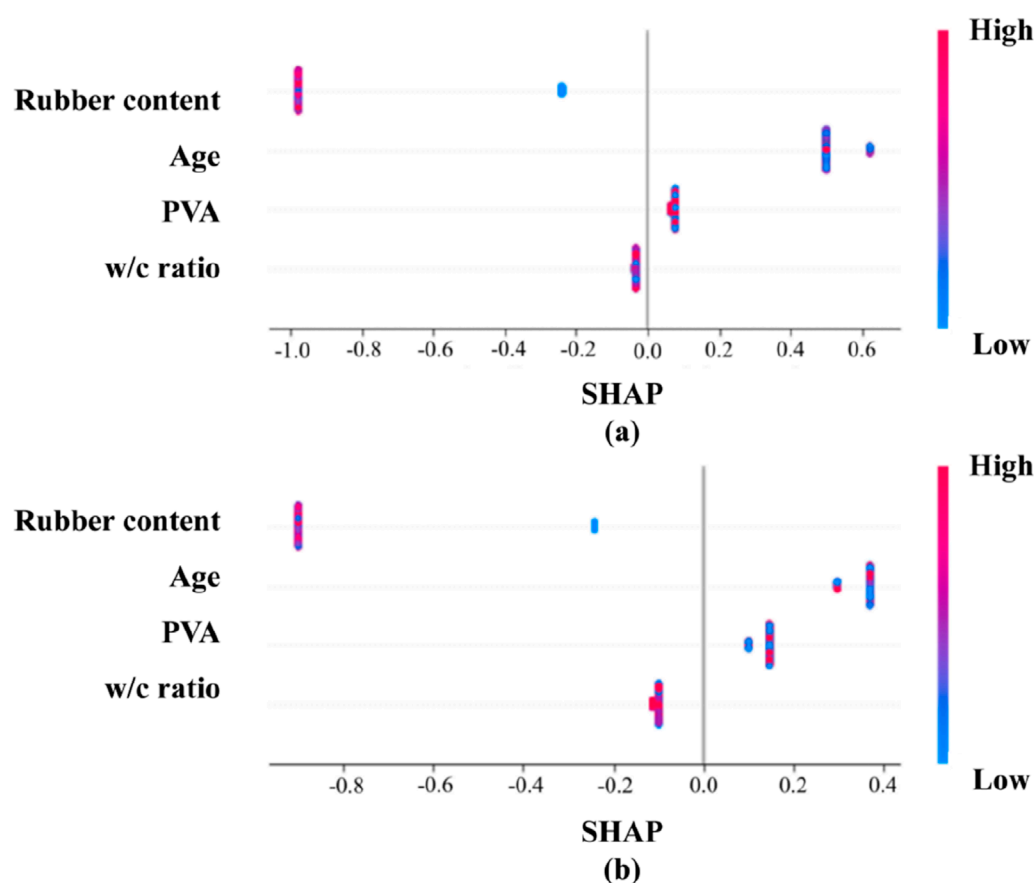 High
Rubber content
Age
PVA
w/c ratio
Low
-1.0 -0.8 -0.6 -0.4 -0.2 0.0 0.2 0.4 0.6
SHAP
(a)
High
Rubber content
Age
PVA
w/c ratio
Low
-0.8 -0.6 -0.4 -0.2 0.0 0.2 0.4
SHAP
(b)